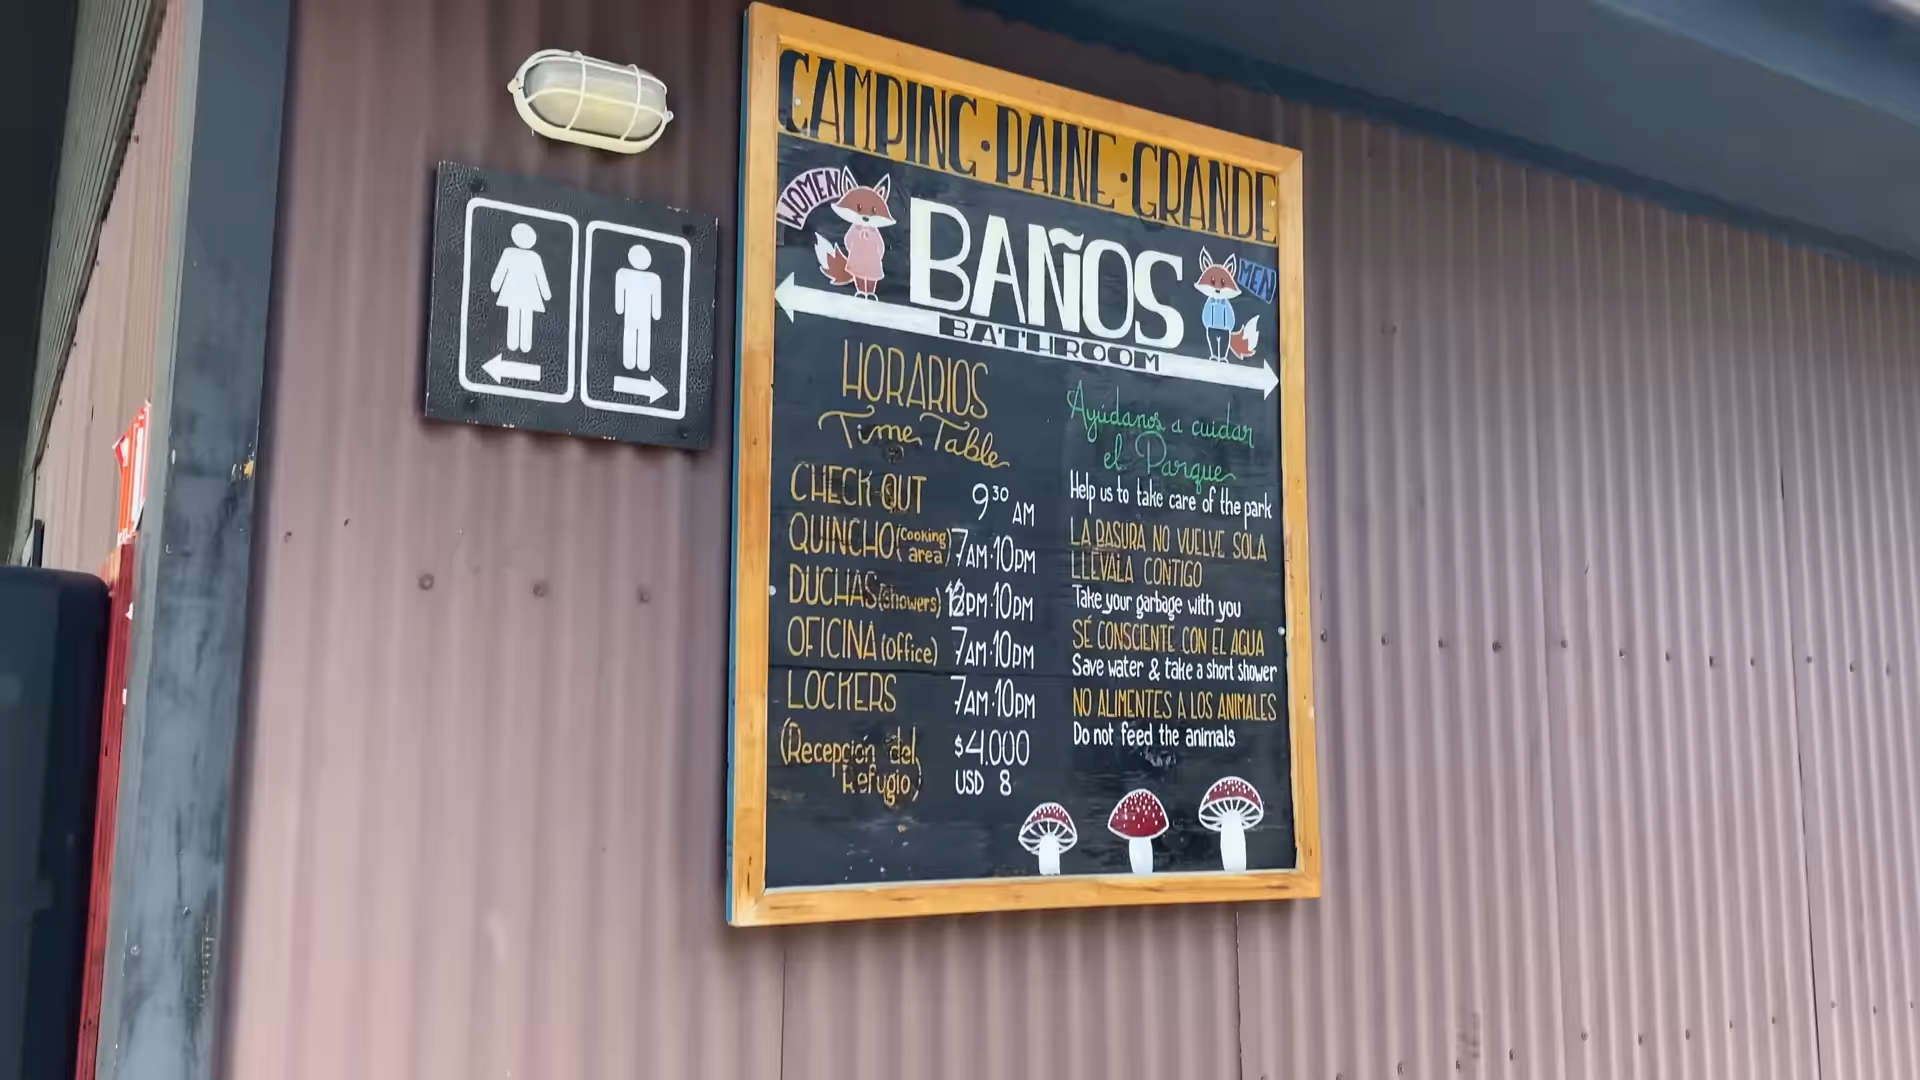 CAMPING·PAINE·GRANDE
WOMEN
BAÑOS
MEN
BATHROOM
HORARIOS
Time Table
CHECK OUT 9³⁰ AM
QUINCHO (Cooking area) 7AM·10PM
DUCHAS (showers) PM·10PM
OFICINA (office) 7AM·10PM
LOCKERS 7AM·10PM
(Recepción del Refugio) $4.000
USD 8
Ayúdanos a cuidar
el Parque
Help us to take care of the park
LA BASURA NO VUELVE SOLA
LLÉVALA CONTIGO
Take your garbage with you
SÉ CONSCIENTE CON EL AGUA
Save water & take a short shower
NO ALIMENTES A LOS ANIMALES
Do not feed the animals